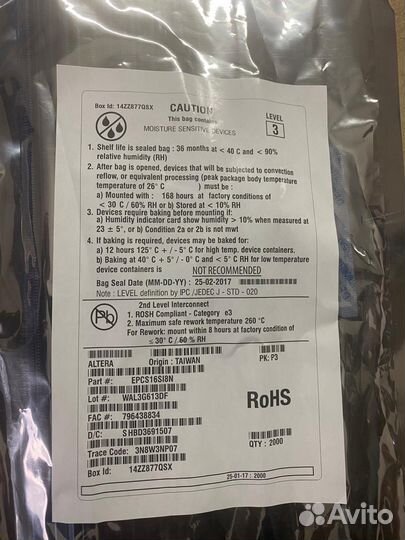 Box Id: 14ZZ877QSX
CAUTION
This bag contains
MOISTURE SENSITIVE DEVICES
LEVEL
3
1. Shelf life is sealed bag : 36 months at < 40 C and < 90%
relative humidity (RH)
2. After bag is opened, devices that will be subjected to convection
reflow, or equivalent processing (peak package body temperature
temperature of 26° C ) must be :
a) Mounted with : 168 hours at factory conditions of
< 30 C / 60% RH or b) Stored at < 10% RH
3. Devices require baking before mounting if:
a) Humidity indicator card show humidity > 10% when measured at
23 ± 5°, or b) Condition 2a or 2b is not mwt
4. If baking is required, devices may be baked for:
a) 12 hours 125° C + / - 5° C for high temp. device containers.
b) Baking at 40° C + 5° / - 0° C and < 5° C RH for low temperature
device containers is NOT RECOMMENDED
Bag Seal Date (MM-DD-YY) : 25-02-2017
Note : LEVEL definition by IPC /JEDEC J - STD - 020
2nd Level Interconnect
1. ROSH Compliant - Category e3
2. Maximum safe rework temperature 260 °C
For Rework: mount within 8 hours at factory condition of
≤ 30° C / 60 % RH
ALTERA Origin : TAIWAN PK: P3
Part #: EPCS16SI8N
Lot #: WAL3G613DF
FAC #: 796438834
D/C: SHBD3691507
Trace Code: 3N8W3NP07
Box Id: 14ZZ877QSX
RoHS
QTY : 2000
25-01-17 : 2000
Avito